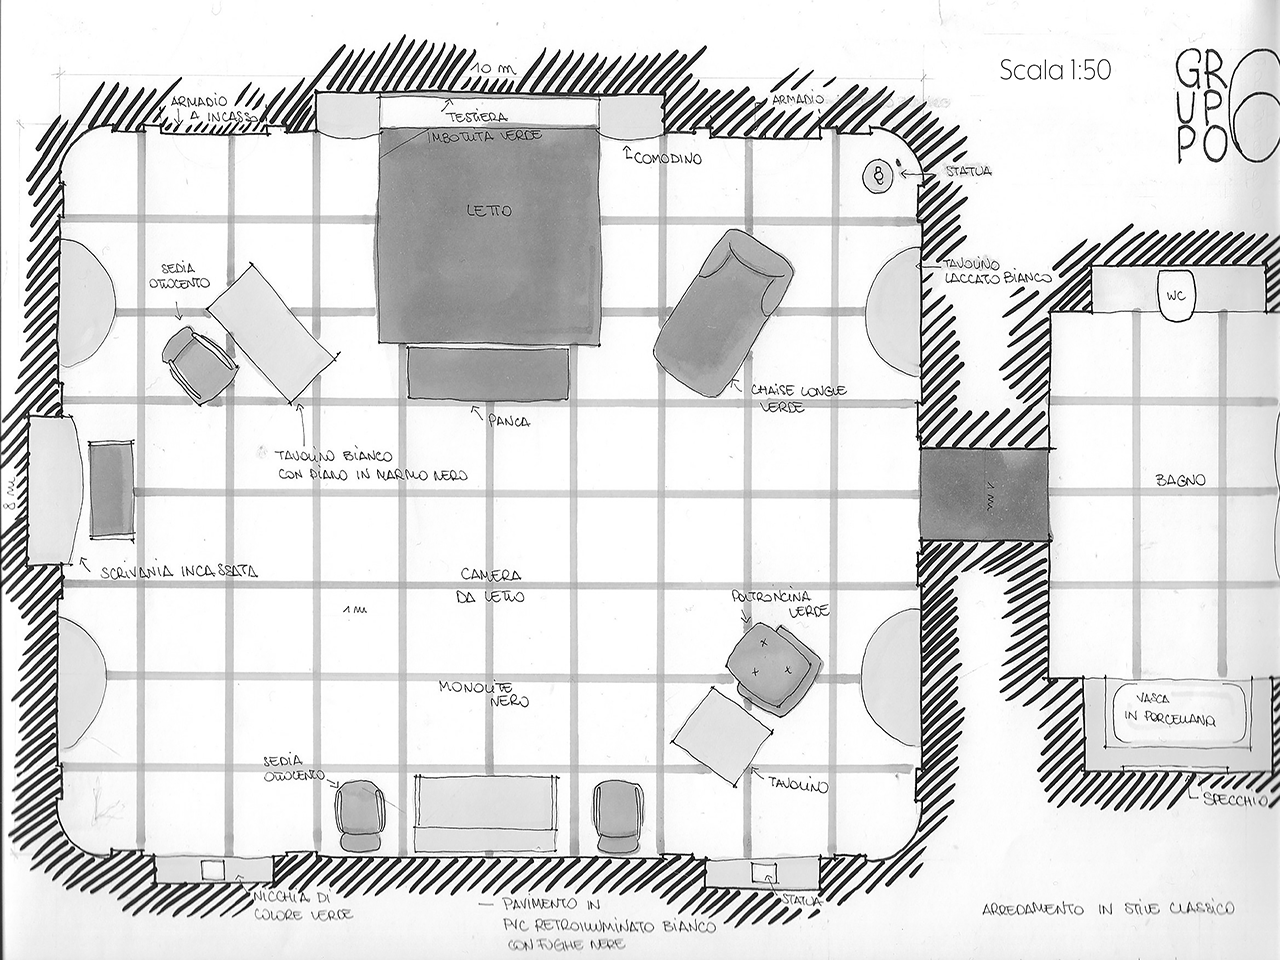 10 m
Scala 1:50
GR
UP
PO
6
ARMADIO
A INCASSO
TESTIERA
IMBOTTITA VERDE
ARMADIO
COMODINO
STATUA
LETTO
SEDIA
OTTOCENTO
TAVOLINO
LACCATO BIANCO
WC
CHAISE LONGUE
VERDE
PANCA
TAVOLINO BIANCO
CON PIANO IN MARMO NERO
8 m
1 m
BAGNO
SCRIVANIA INCASSATA
CAMERA
DA LETTO
1 m
POLTRONCINA
VERDE
MONOLITE
NERO
VASCA
IN PORCELLANA
SEDIA
OTTOCENTO
TAVOLINO
SPECCHIO
NICCHIA DI
COLORE VERDE
STATUA
— PAVIMENTO IN
PVC RETROILLUMINATO BIANCO
CON FUGHE NERE
ARREDAMENTO IN STILE CLASSICO